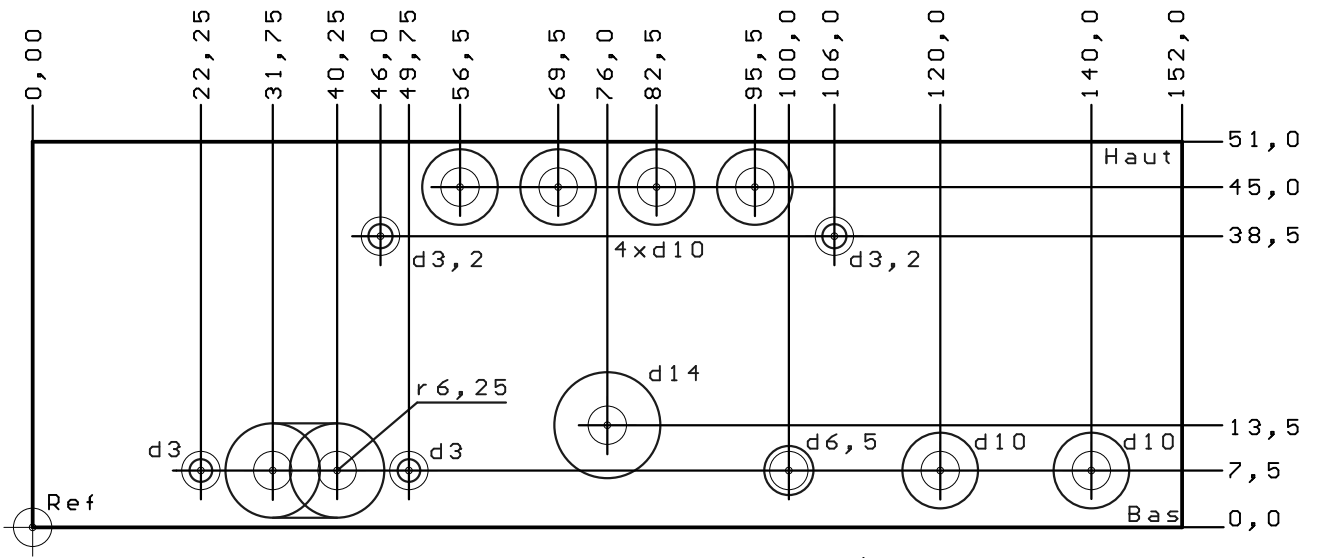 0,00
22,25
31,75
40,25
46,0
49,75
56,5
69,5
76,0
82,5
95,5
100,0
106,0
120,0
140,0
152,0
51,0
Haut
45,0
38,5
4xd10
d3,2
d3,2
d14
r6,25
13,5
d3
d3
d6,5
d10
d10
7,5
Ref
Bas
0,0